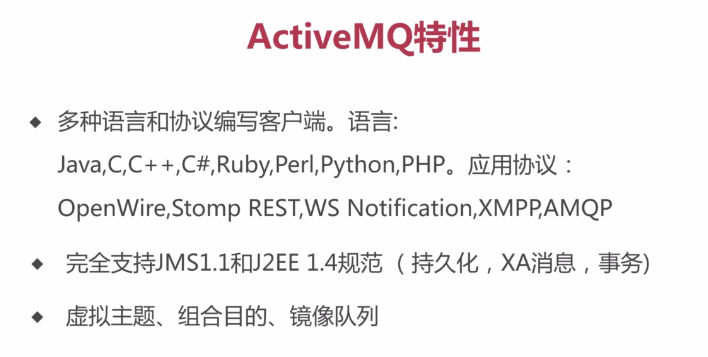 ActiveMQ特性
◆ 多种语言和协议编写客户端。语言:
Java,C,C++,C#,Ruby,Perl,Python,PHP。应用协议：
OpenWire,Stomp REST,WS Notification,XMPP,AMQP
◆ 完全支持JMS1.1和J2EE 1.4规范 （持久化，XA消息，事务)
◆ 虚拟主题、组合目的、镜像队列